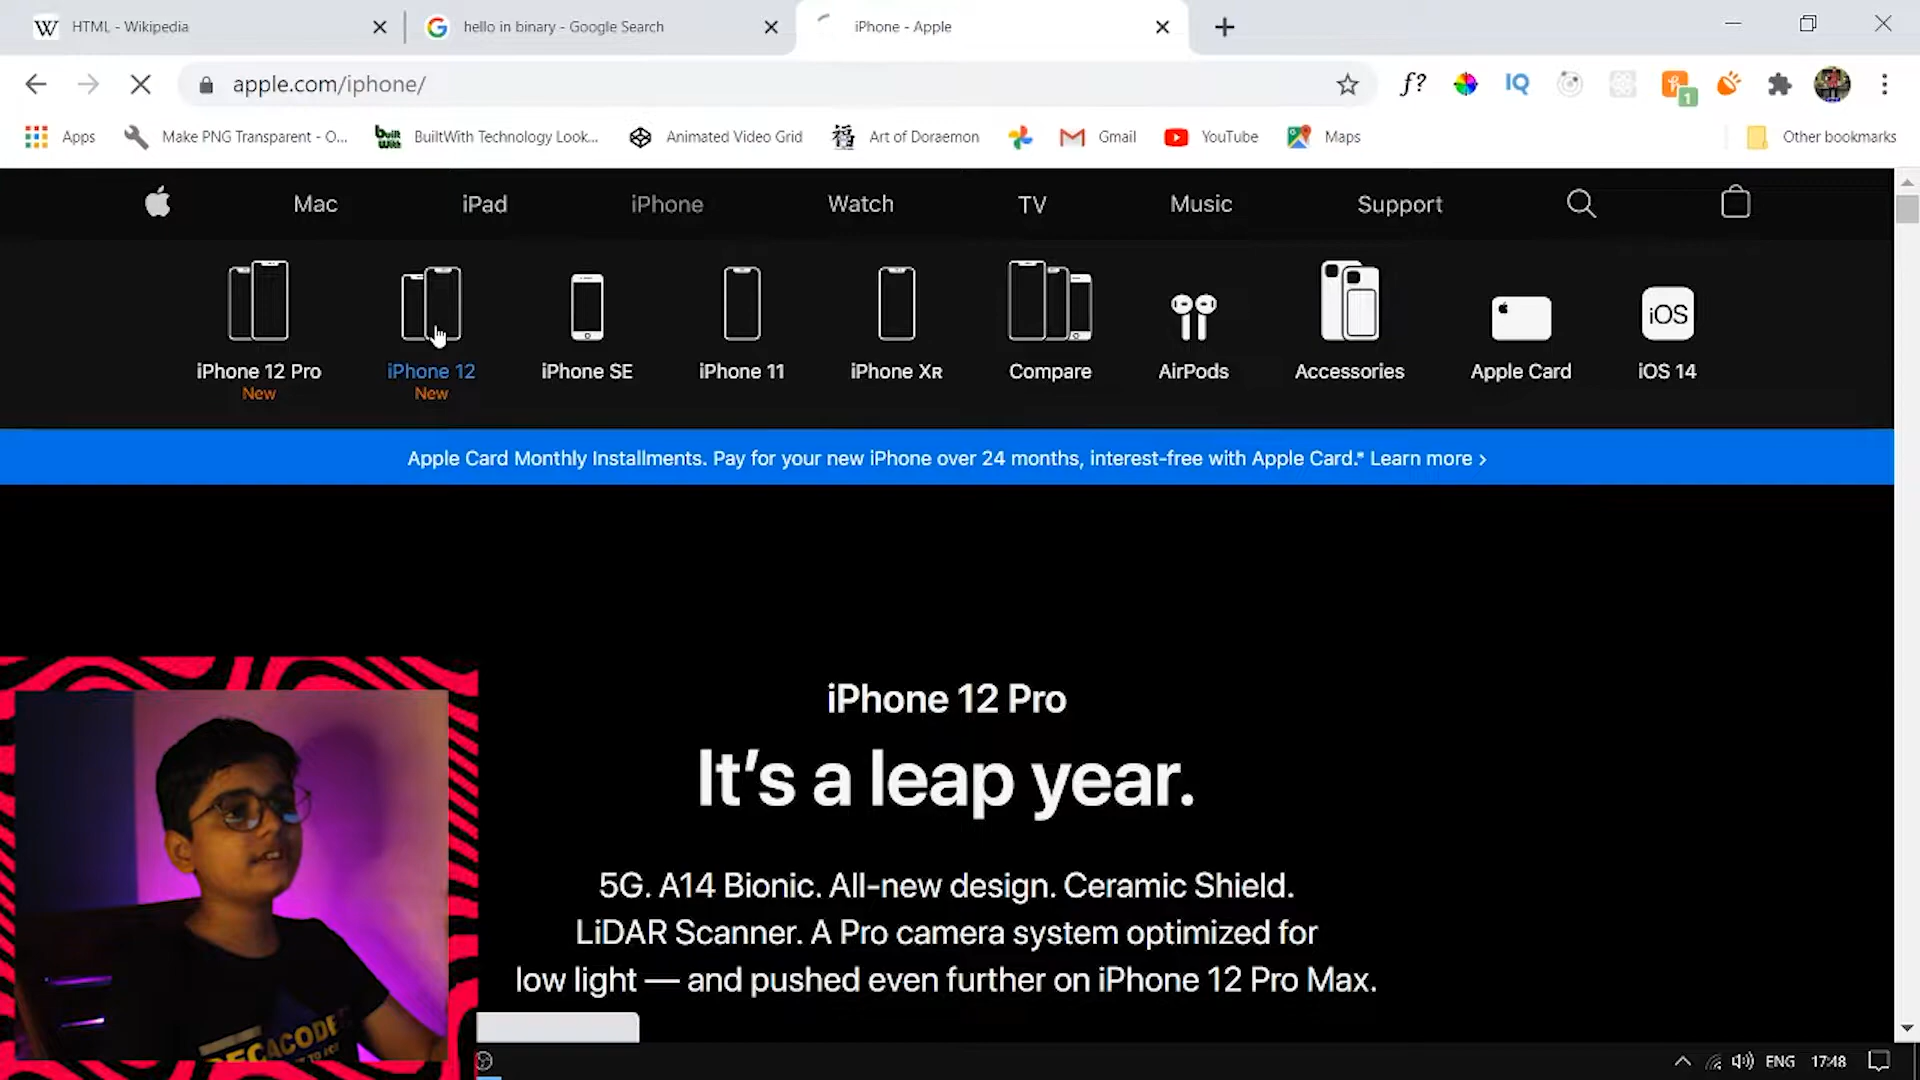 W HTML - Wikipedia
G hello in binary - Google Search
iPhone - Apple
apple.com/iphone/
f?
IQ
1
Apps
Make PNG Transparent - O...
built With
BuiltWith Technology Look...
Animated Video Grid
Art of Doraemon
Gmail
YouTube
Maps
Other bookmarks
Mac
iPad
iPhone
Watch
TV
Music
Support
iPhone 12 Pro
New
iPhone 12
New
iPhone SE
iPhone 11
iPhone XR
Compare
AirPods
Accessories
Apple Card
iOS
iOS 14
Apple Card Monthly Installments. Pay for your new iPhone over 24 months, interest-free with Apple Card.* Learn more >
iPhone 12 Pro
It’s a leap year.
5G. A14 Bionic. All-new design. Ceramic Shield.
LiDAR Scanner. A Pro camera system optimized for
low light — and pushed even further on iPhone 12 Pro Max.
ENG
17:48